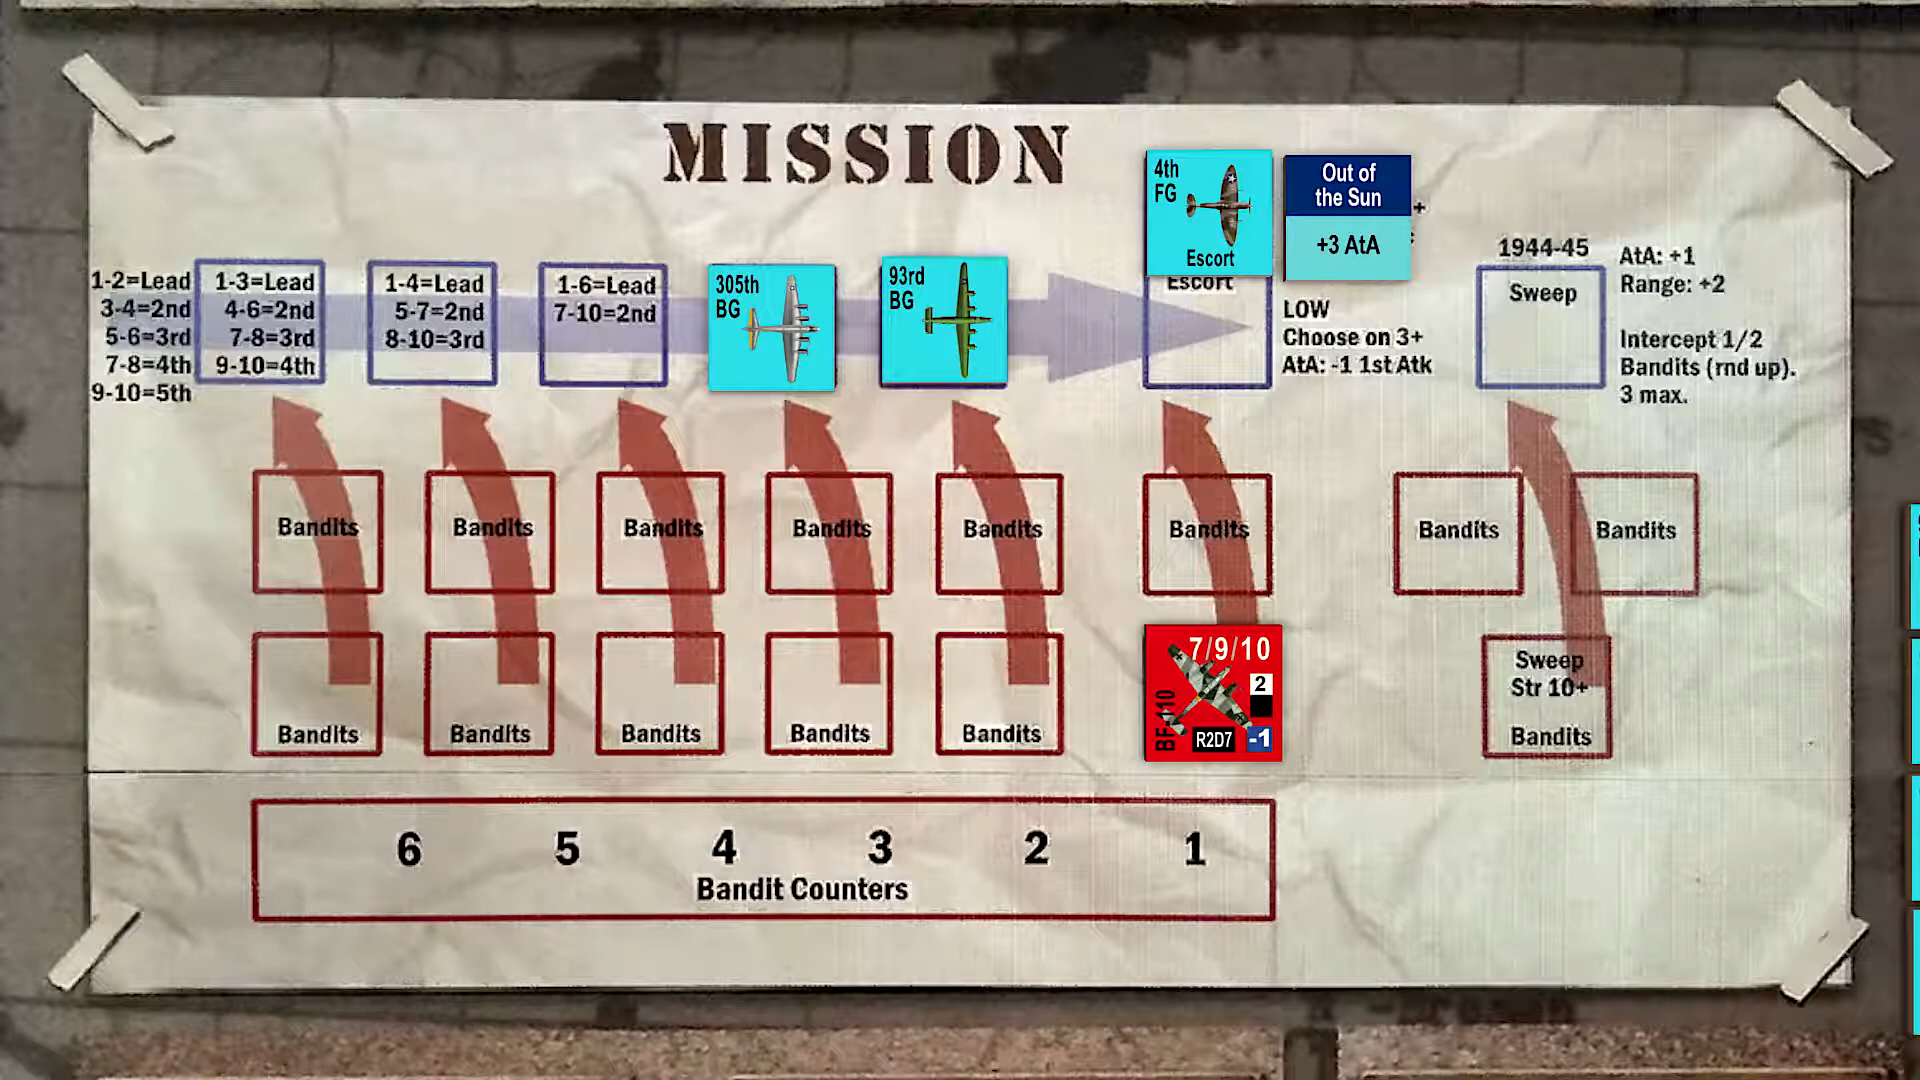 MISSION
4th
FG
Escort
Out of
the Sun
+3 AtA
+
1-2=Lead
3-4=2nd
5-6=3rd
7-8=4th
9-10=5th
1-3=Lead
4-6=2nd
7-8=3rd
9-10=4th
1-4=Lead
5-7=2nd
8-10=3rd
1-6=Lead
7-10=2nd
305th
BG
93rd
BG
Escort
LOW
Choose on 3+
AtA: -1 1st Atk
1944-45
Sweep
AtA: +1
Range: +2
Intercept 1/2
Bandits (rnd up).
3 max.
Bandits
Bandits
Bandits
Bandits
Bandits
Bandits
Bandits
Bandits
Bandits
Bandits
Bandits
Bandits
Bandits
7/9/10
2
BF-110
R2D7
-1
Sweep
Str 10+
Bandits
6 5 4 3 2 1
Bandit Counters